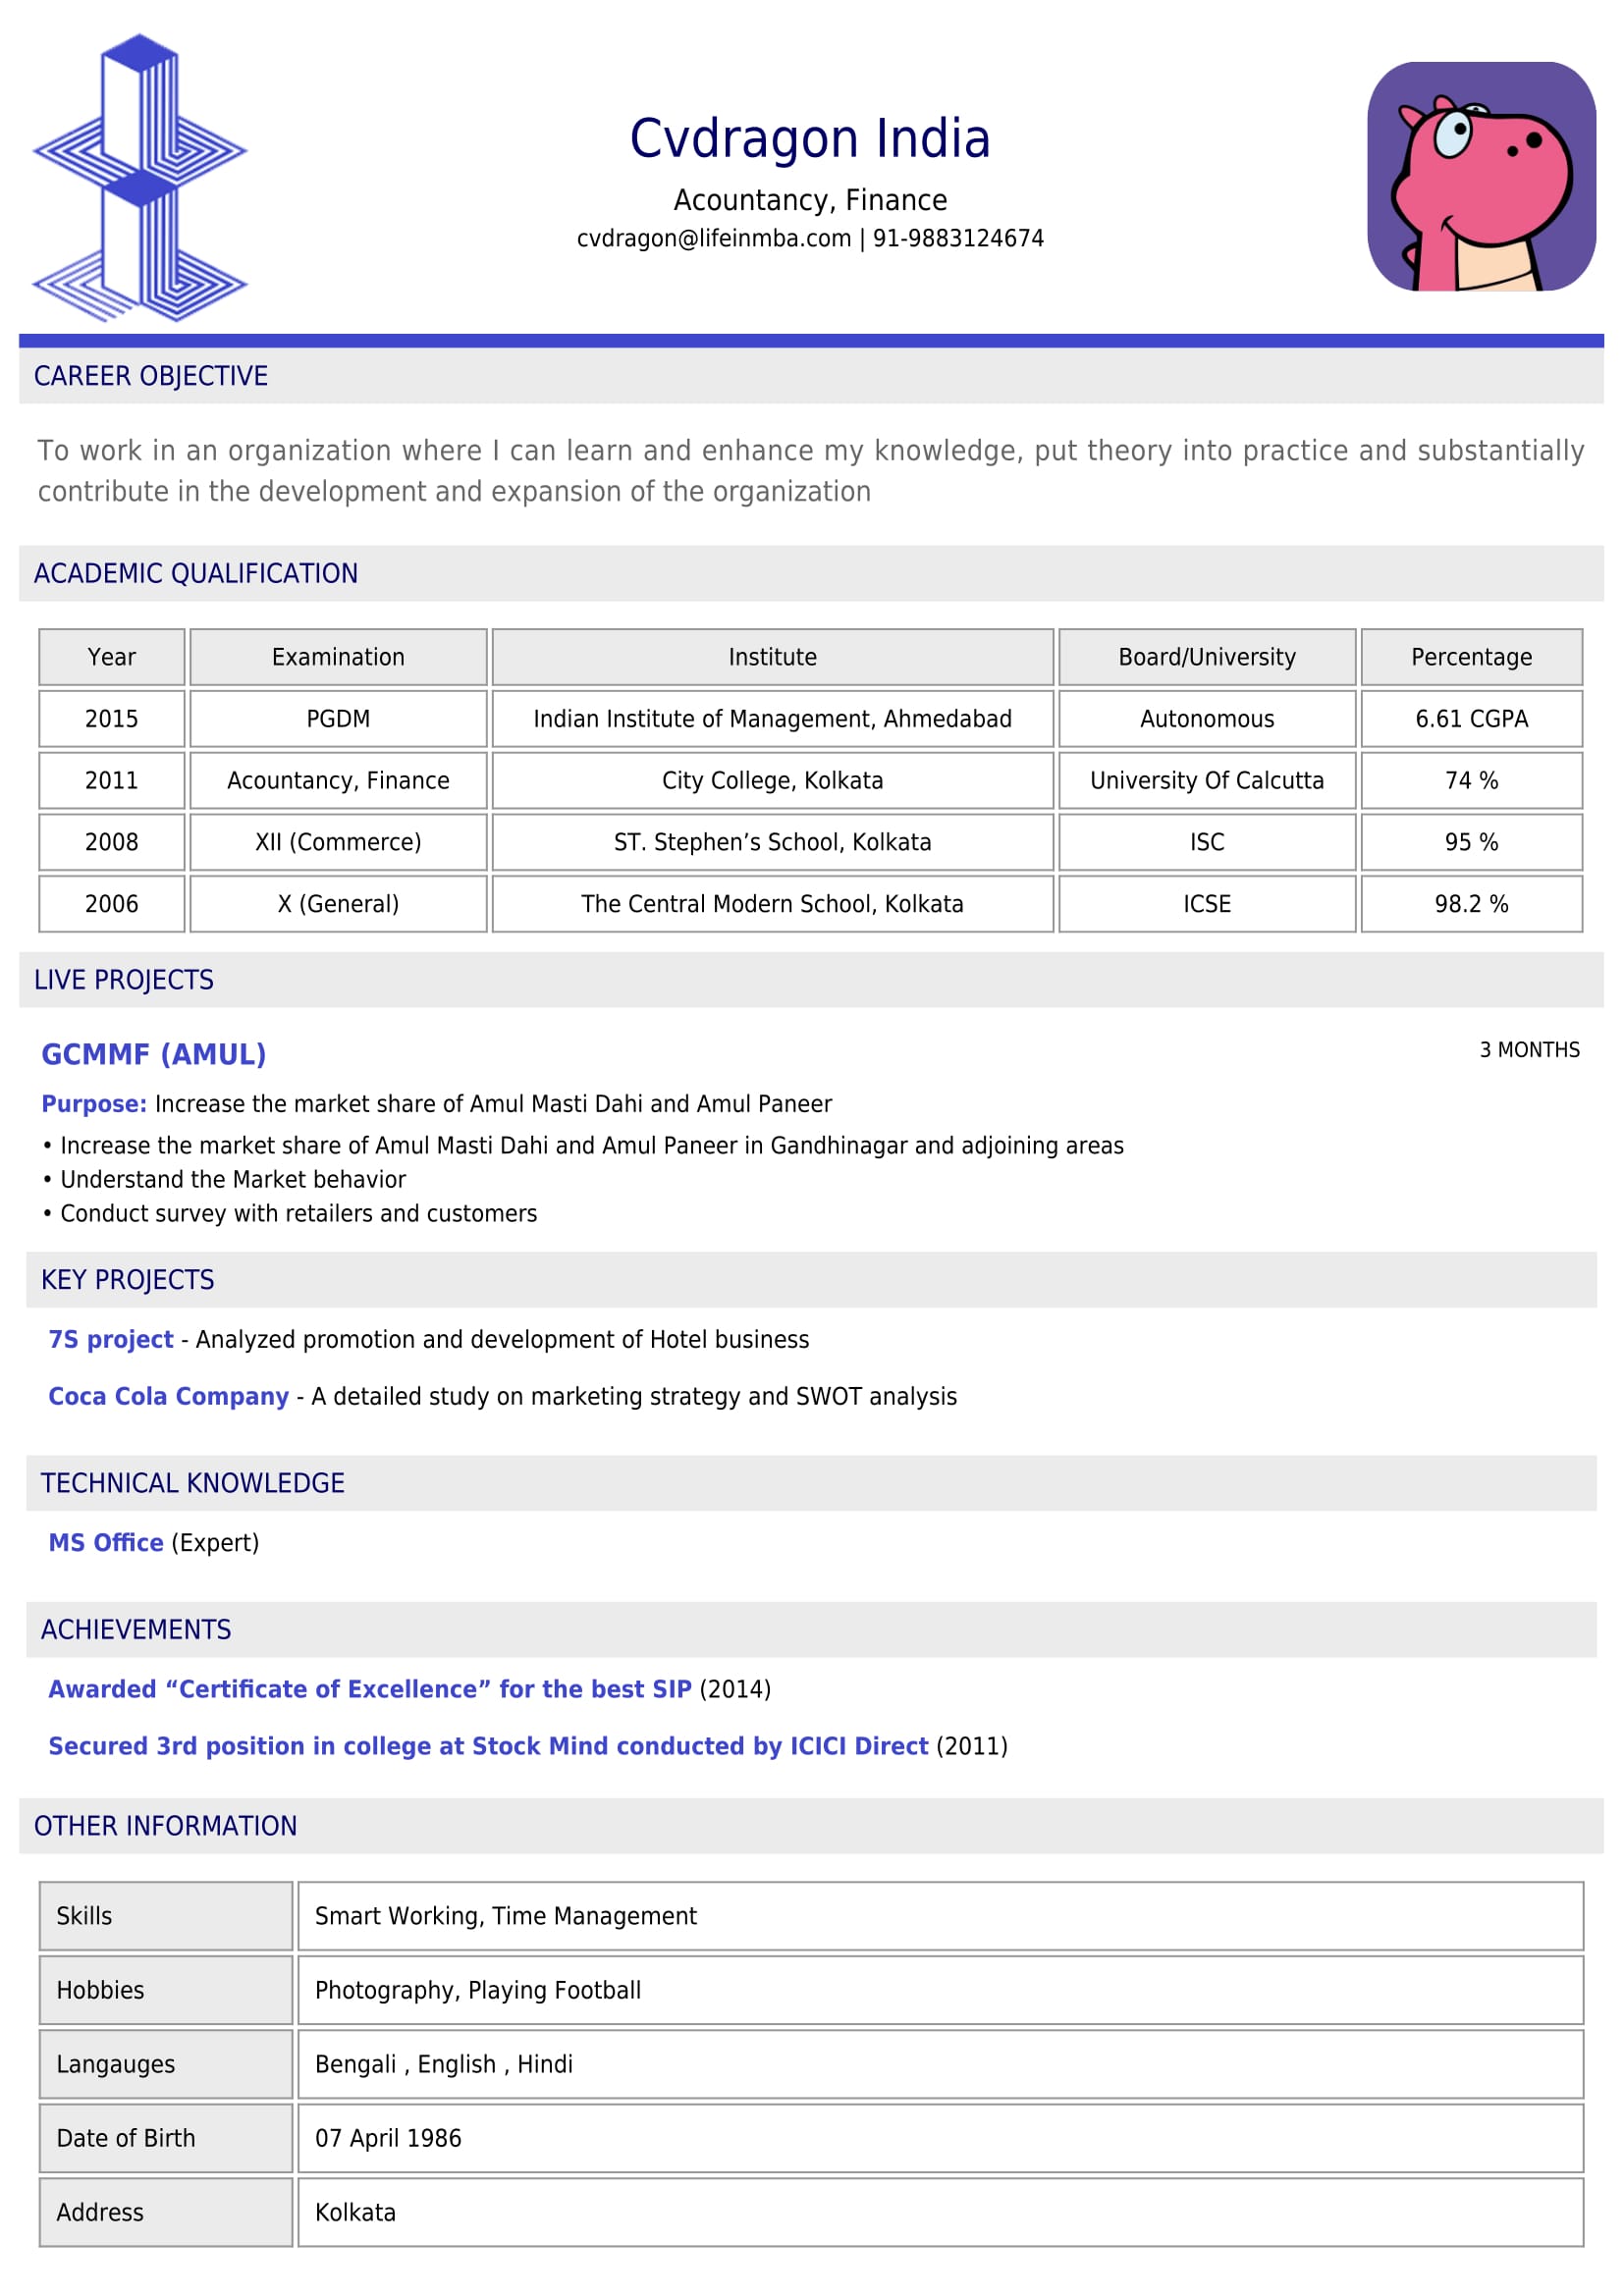 Cvdragon India
Acountancy, Finance
cvdragon@lifeinmba.com | 91-9883124674
CAREER OBJECTIVE
To work in an organization where I can learn and enhance my knowledge, put theory into practice and substantially
contribute in the development and expansion of the organization
ACADEMIC QUALIFICATION
Year Examination Institute Board/University Percentage
2015 PGDM Indian Institute of Management, Ahmedabad Autonomous 6.61 CGPA
2011 Acountancy, Finance City College, Kolkata University Of Calcutta 74 %
2008 XII (Commerce) ST. Stephen’s School, Kolkata ISC 95 %
2006 X (General) The Central Modern School, Kolkata ICSE 98.2 %
LIVE PROJECTS
GCMMF (AMUL) 3 MONTHS
Purpose: Increase the market share of Amul Masti Dahi and Amul Paneer
• Increase the market share of Amul Masti Dahi and Amul Paneer in Gandhinagar and adjoining areas
• Understand the Market behavior
• Conduct survey with retailers and customers
KEY PROJECTS
7S project - Analyzed promotion and development of Hotel business
Coca Cola Company - A detailed study on marketing strategy and SWOT analysis
TECHNICAL KNOWLEDGE
MS Office (Expert)
ACHIEVEMENTS
Awarded “Certificate of Excellence” for the best SIP (2014)
Secured 3rd position in college at Stock Mind conducted by ICICI Direct (2011)
OTHER INFORMATION
Skills Smart Working, Time Management
Hobbies Photography, Playing Football
Langauges Bengali , English , Hindi
Date of Birth 07 April 1986
Address Kolkata